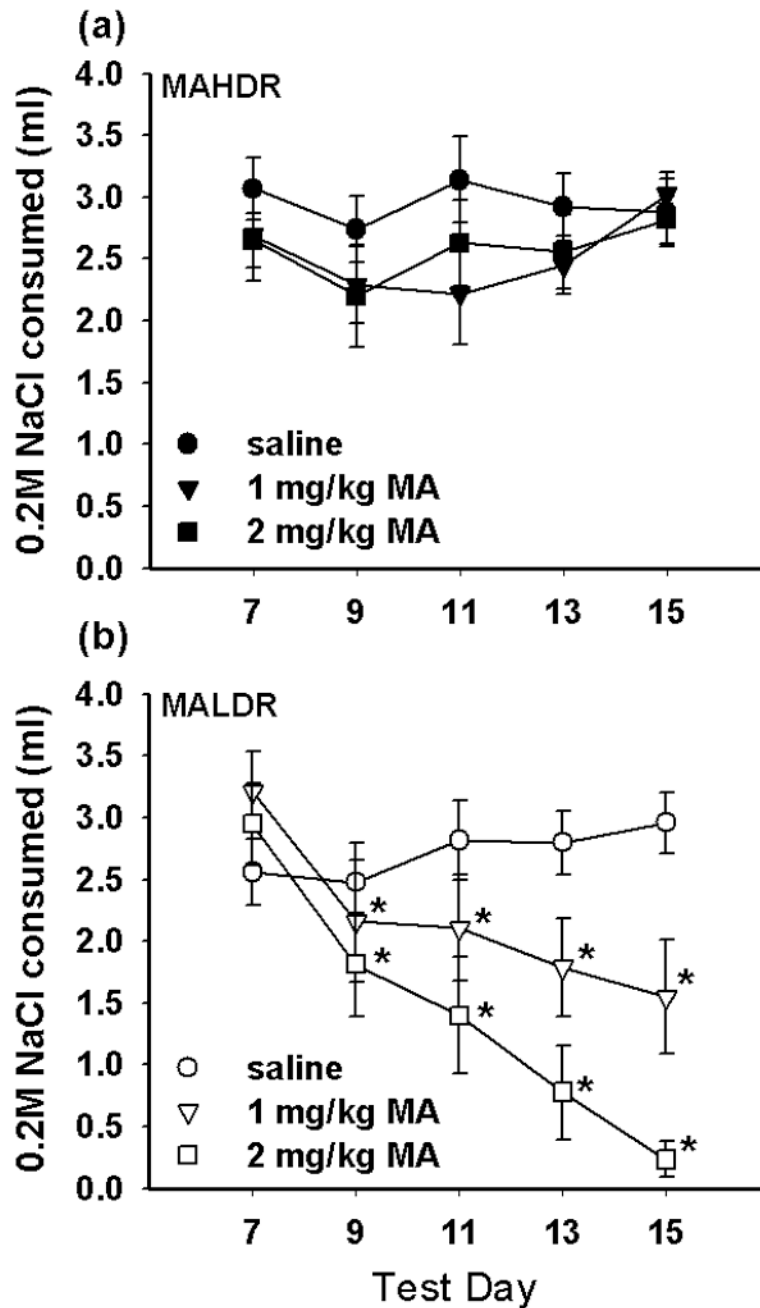 (a)
MAHDR
0.2M NaCl consumed (ml)
4.0
3.5
3.0
2.5
2.0
1.5
1.0
0.5
0.0
saline
1 mg/kg MA
2 mg/kg MA
7 9 11 13 15
(b)
MALDR
0.2M NaCl consumed (ml)
4.0
3.5
3.0
2.5
2.0
1.5
1.0
0.5
0.0
* *
* * *
* * *
saline
1 mg/kg MA
2 mg/kg MA
7 9 11 13 15
Test Day